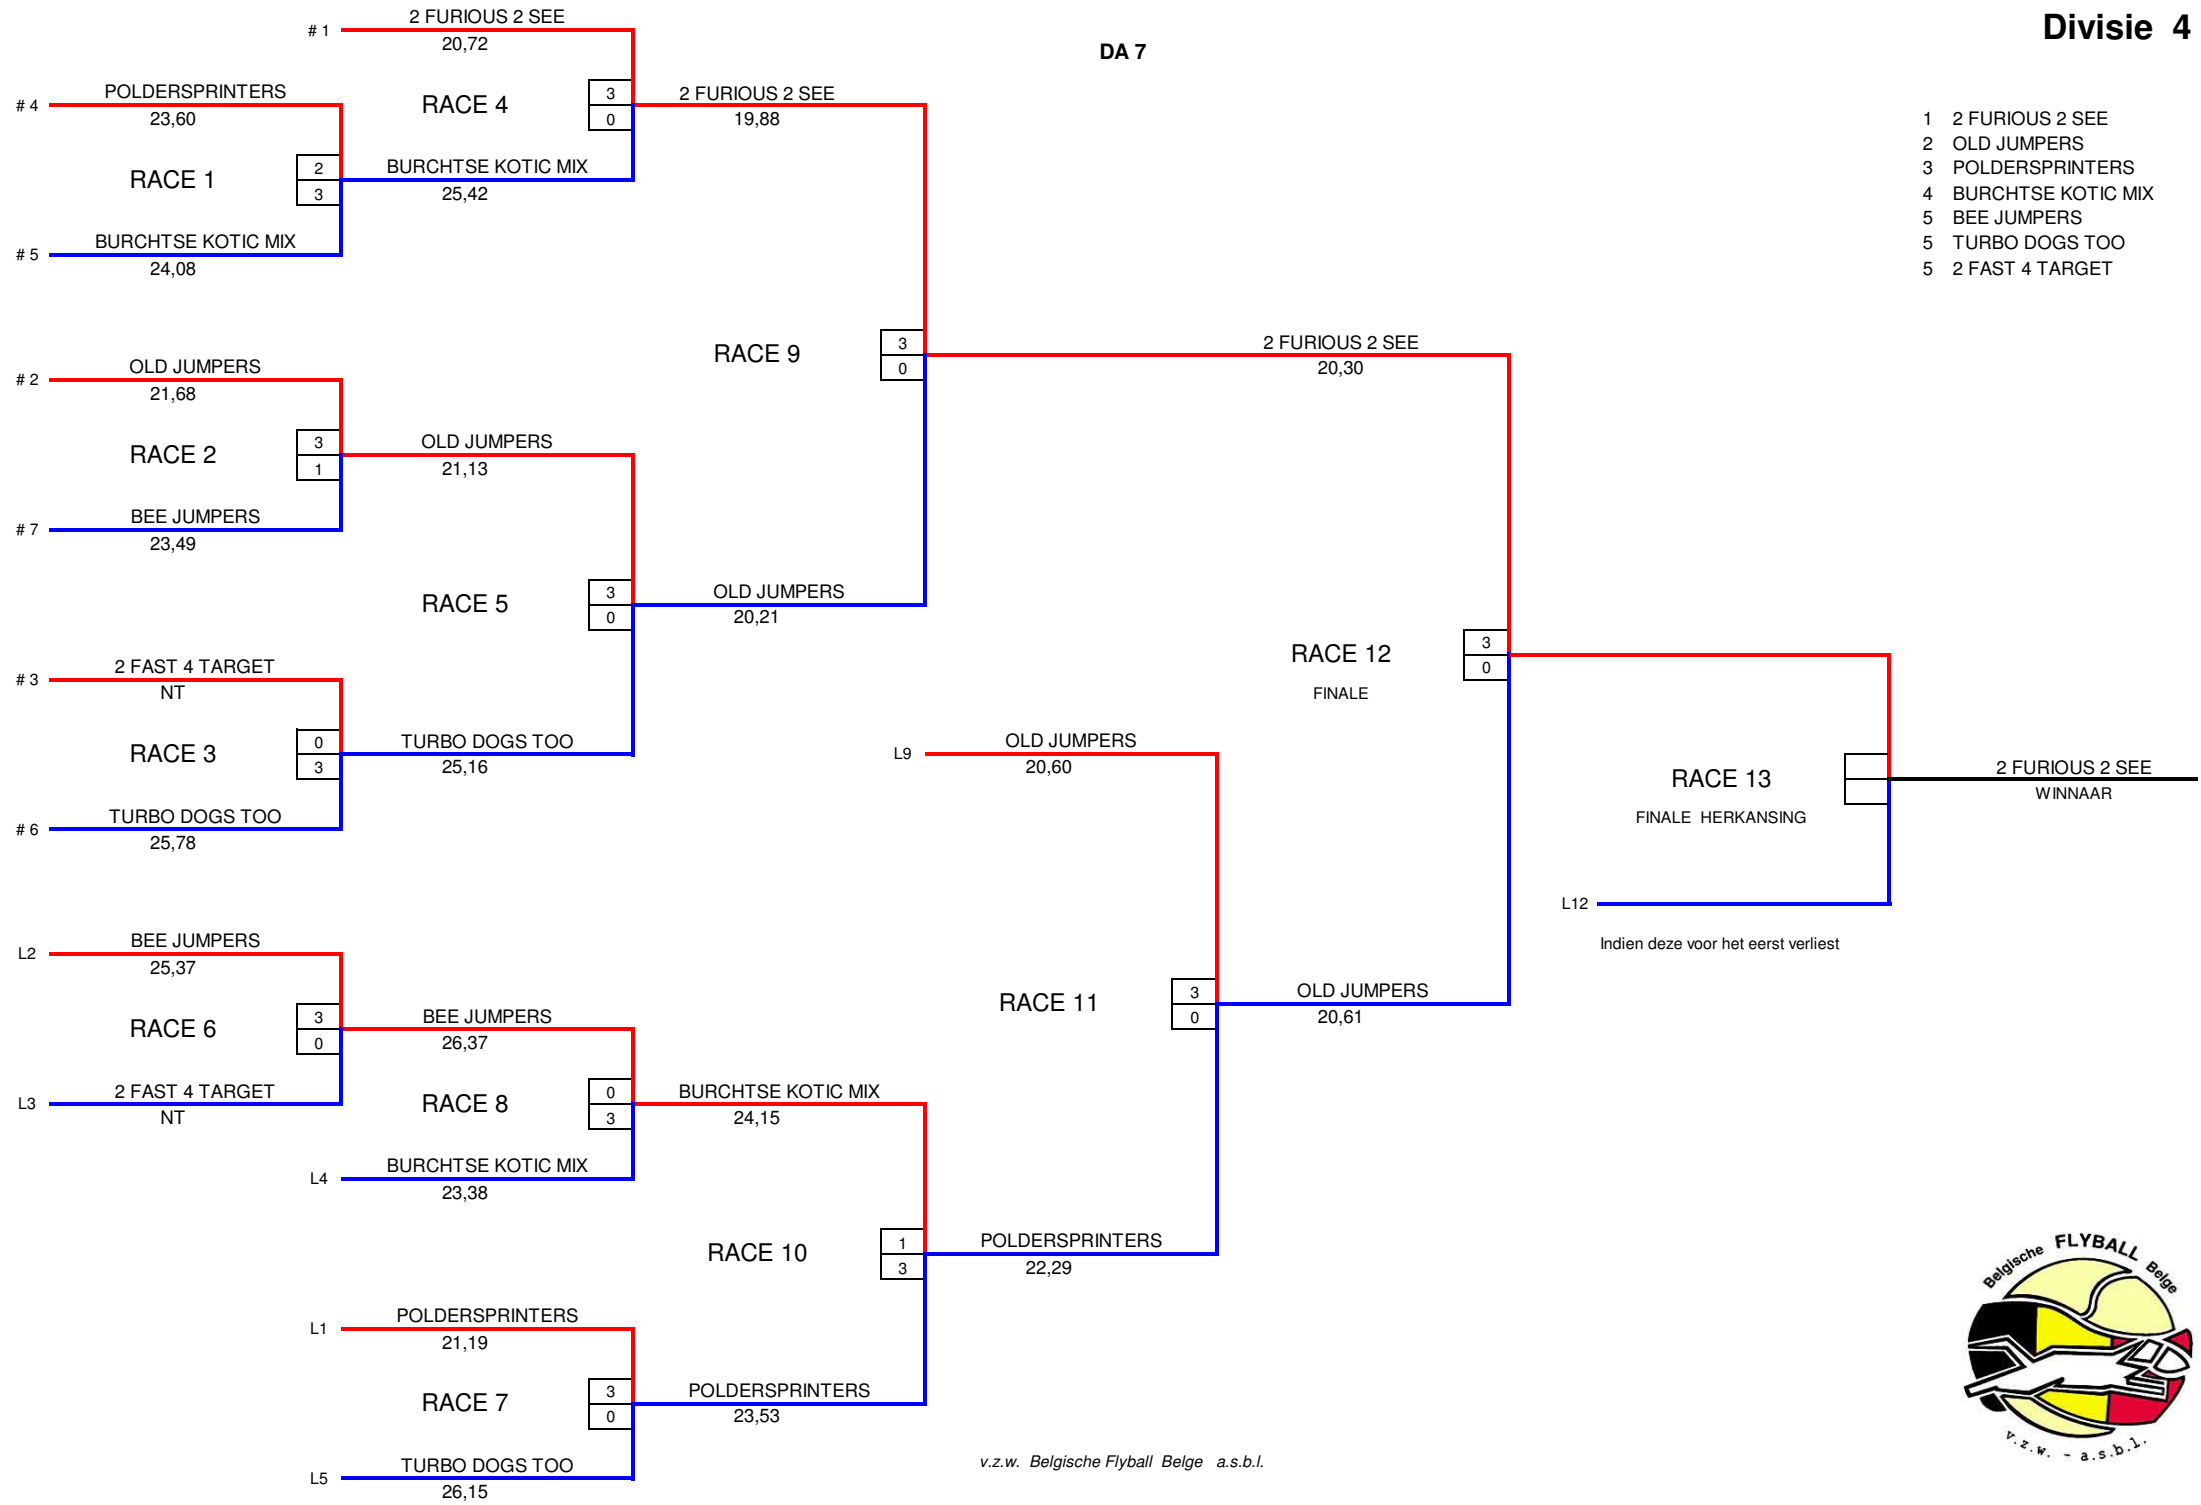 Divisie 4
DA 7
1 2 FURIOUS 2 SEE
2 OLD JUMPERS
3 POLDERSPRINTERS
4 BURCHTSE KOTIC MIX
5 BEE JUMPERS
5 TURBO DOGS TOO
5 2 FAST 4 TARGET
# 1 2 FURIOUS 2 SEE
20,72
# 4 POLDERSPRINTERS
23,60
RACE 4 3 0
2 FURIOUS 2 SEE
19,88
RACE 1 2 3
BURCHTSE KOTIC MIX
25,42
# 5 BURCHTSE KOTIC MIX
24,08
RACE 9 3 0
2 FURIOUS 2 SEE
20,30
# 2 OLD JUMPERS
21,68
RACE 2 3 1
OLD JUMPERS
21,13
# 7 BEE JUMPERS
23,49
RACE 5 3 0
OLD JUMPERS
20,21
# 3 2 FAST 4 TARGET
NT
RACE 3 0 3
TURBO DOGS TOO
25,16
# 6 TURBO DOGS TOO
25,78
RACE 12 3 0
FINALE
L9 OLD JUMPERS
20,60
RACE 13
FINALE HERKANSING
2 FURIOUS 2 SEE
WINNAAR
L12
Indien deze voor het eerst verliest
L2 BEE JUMPERS
25,37
RACE 6 3 0
BEE JUMPERS
26,37
L3 2 FAST 4 TARGET
NT
RACE 8 0 3
BURCHTSE KOTIC MIX
24,15
L4 BURCHTSE KOTIC MIX
23,38
RACE 11 3 0
OLD JUMPERS
20,61
RACE 10 1 3
POLDERSPRINTERS
22,29
L1 POLDERSPRINTERS
21,19
RACE 7 3 0
POLDERSPRINTERS
23,53
L5 TURBO DOGS TOO
26,15
v.z.w. Belgische Flyball Belge a.s.b.l.
Belgische FLYBALL Belge
v.z.w. - a.s.b.l.